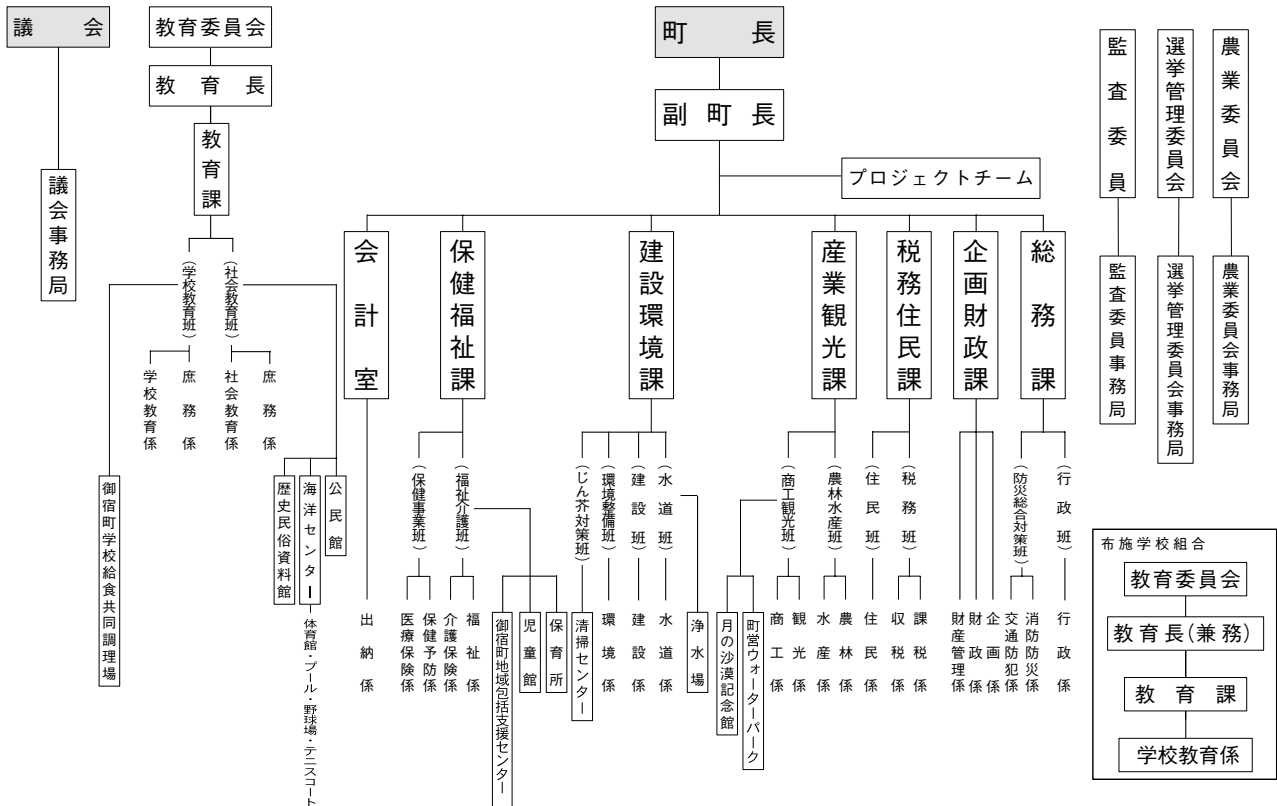 議会
教育委員会
町長
監査委員
選挙管理委員会
農業委員会
教育長
副町長
教育課
プロジェクトチーム
議会事務局
会計室
保健福祉課
建設環境課
産業観光課
税務住民課
企画財政課
総務課
監査委員事務局
選挙管理委員会事務局
農業委員会事務局
(学校教育班)
(社会教育班)
学校教育係
庶務係
社会教育係
庶務係
御宿町学校給食共同調理場
歴史民俗資料館
海洋センター
体育館・プール・野球場・テニスコート
公民館
出納係
(保健事業班)
(福祉介護班)
医療保険係
保健予防係
介護保険係
福祉係
御宿町地域包括支援センター
児童館
保育所
(じん芥対策班)
(環境整備班)
(建設班)
(水道班)
清掃センター
環境係
建設係
水道係
浄水場
(商工観光班)
(農林水産班)
月の沙漠記念館
町営ウォーターパーク
商工係
観光係
水産係
農林係
(住民班)
(税務班)
住民係
収税係
課税係
財産管理係
財政係
企画係
(防災総合対策班)
(行政班)
交通防犯係
消防防災係
行政係
布施学校組合
教育委員会
教育長(兼務)
教育課
学校教育係